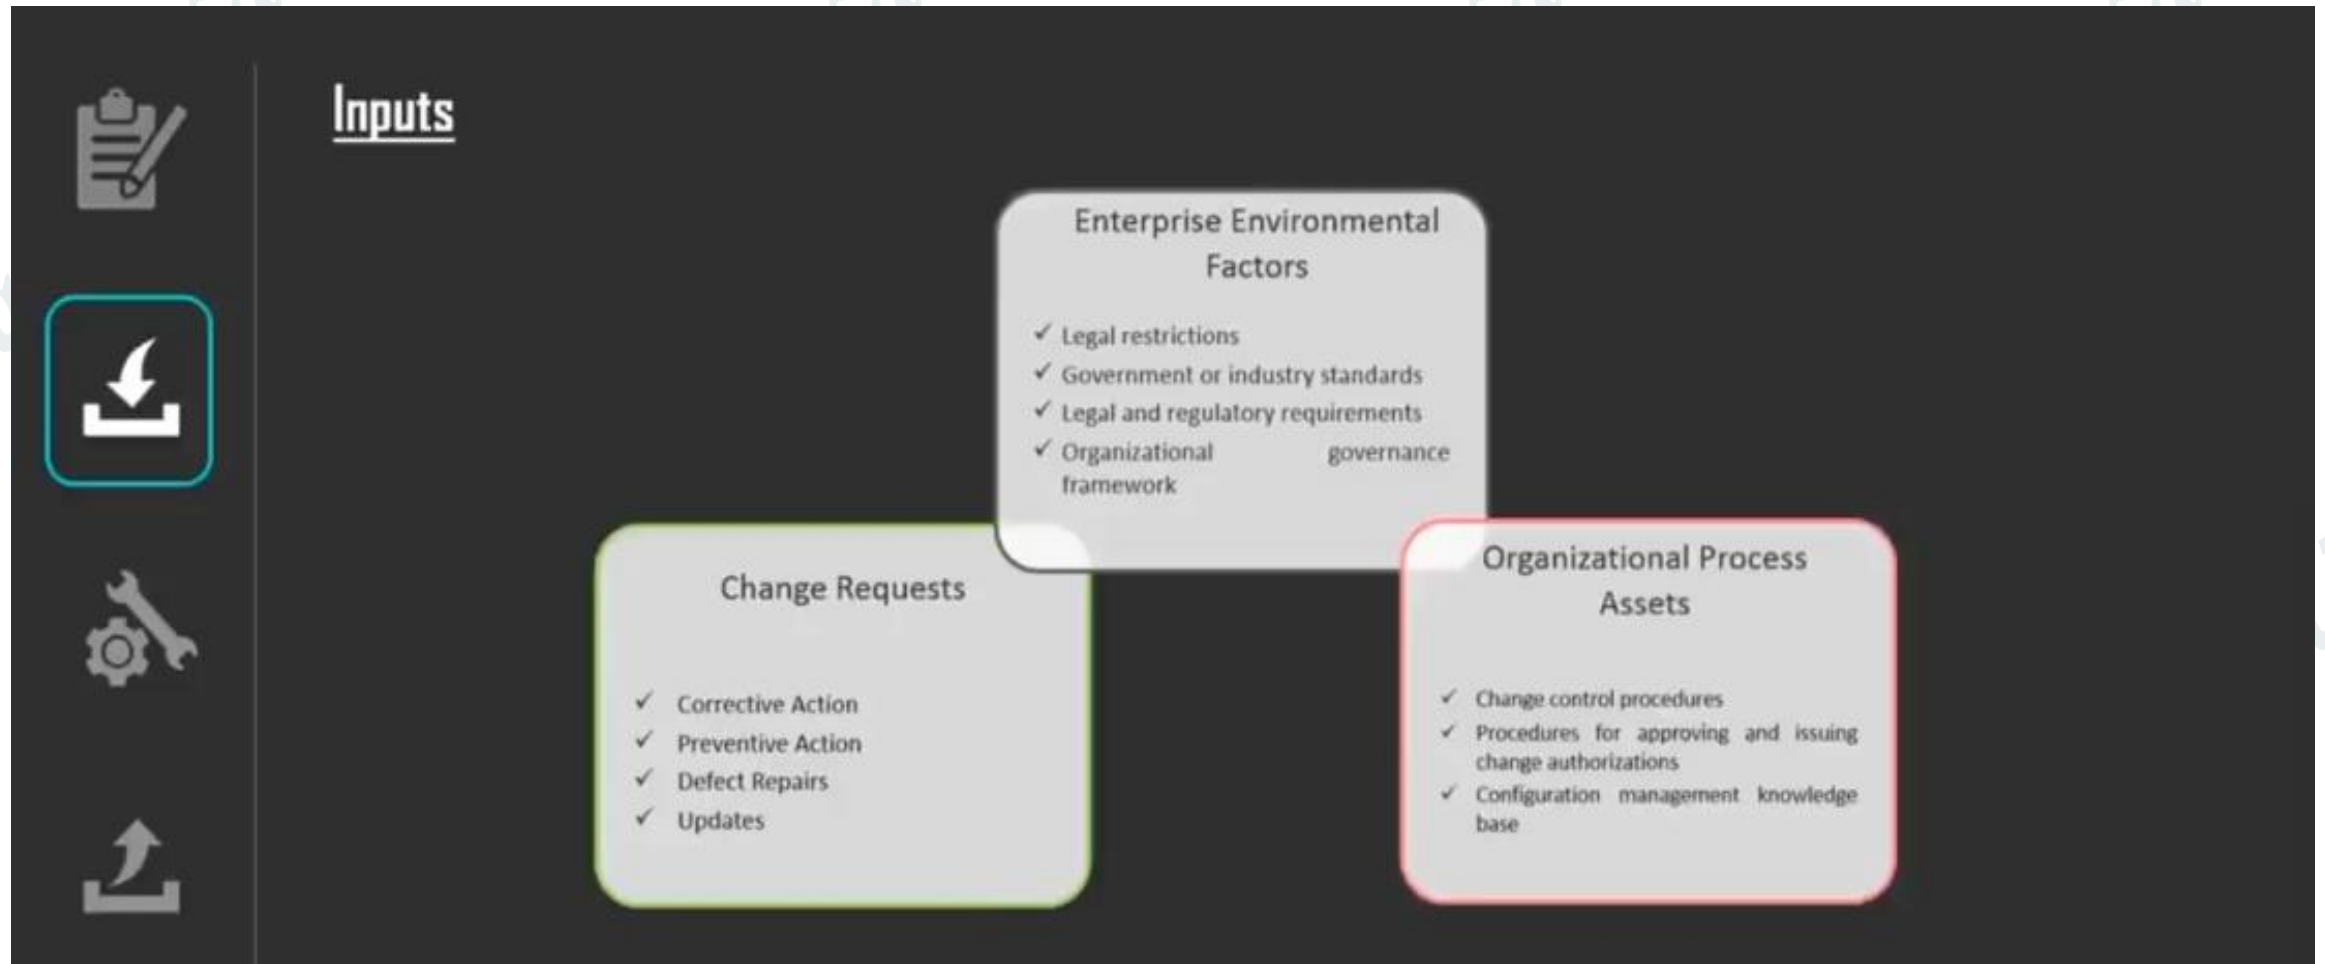 Inputs
Enterprise Environmental
Factors
✓ Legal restrictions
✓ Government or industry standards
✓ Legal and regulatory requirements
✓ Organizational governance
framework
Change Requests
✓ Corrective Action
✓ Preventive Action
✓ Defect Repairs
✓ Updates
Organizational Process
Assets
✓ Change control procedures
✓ Procedures for approving and issuing
change authorizations
✓ Configuration management knowledge
base